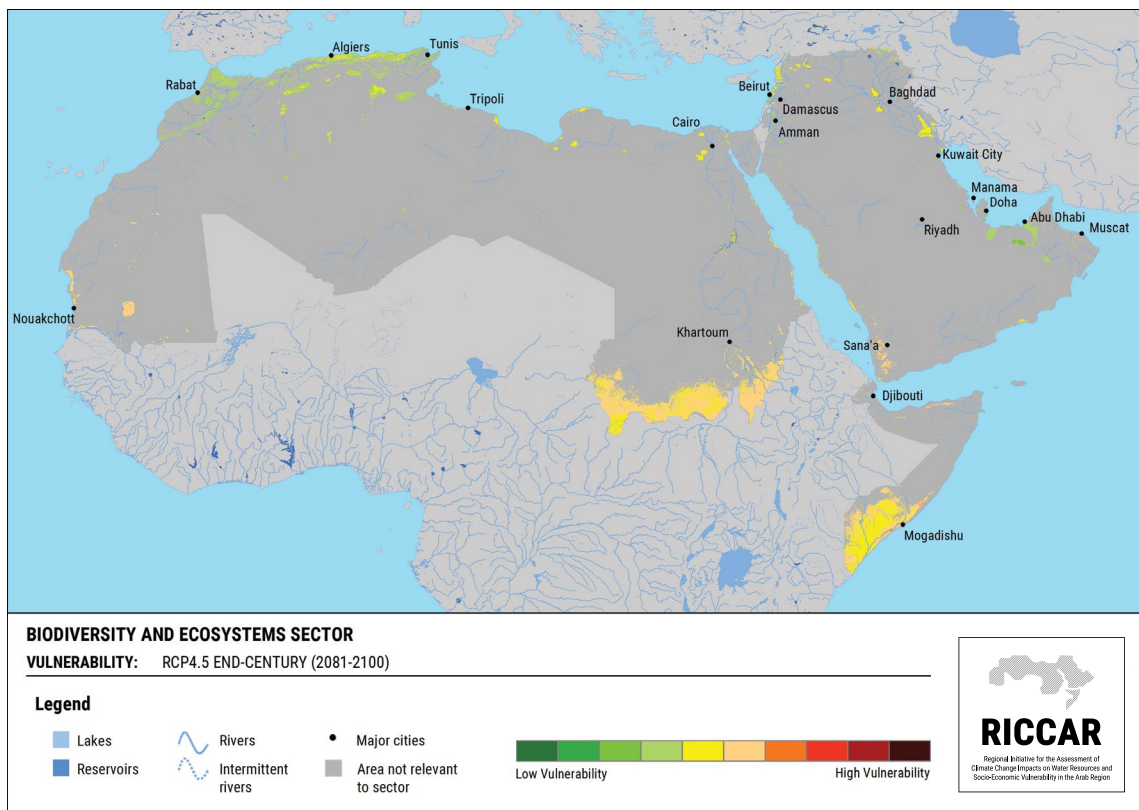 Algiers
Tunis
Rabat
Tripoli
Beirut
Damascus
Amman
Baghdad
Cairo
Kuwait City
Manama
Doha
Abu Dhabi
Muscat
Riyadh
Nouakchott
Khartoum
Sana'a
Djibouti
Mogadishu
BIODIVERSITY AND ECOSYSTEMS SECTOR
VULNERABILITY: RCP4.5 END-CENTURY (2081-2100)
Legend
Lakes
Rivers
Major cities
Reservoirs
Intermittent
rivers
Area not relevant
to sector
Low Vulnerability
High Vulnerability
RICCAR
Regional Initiative for the Assessment of
Climate Change Impacts on Water Resources and
Socio-Economic Vulnerability in the Arab Region